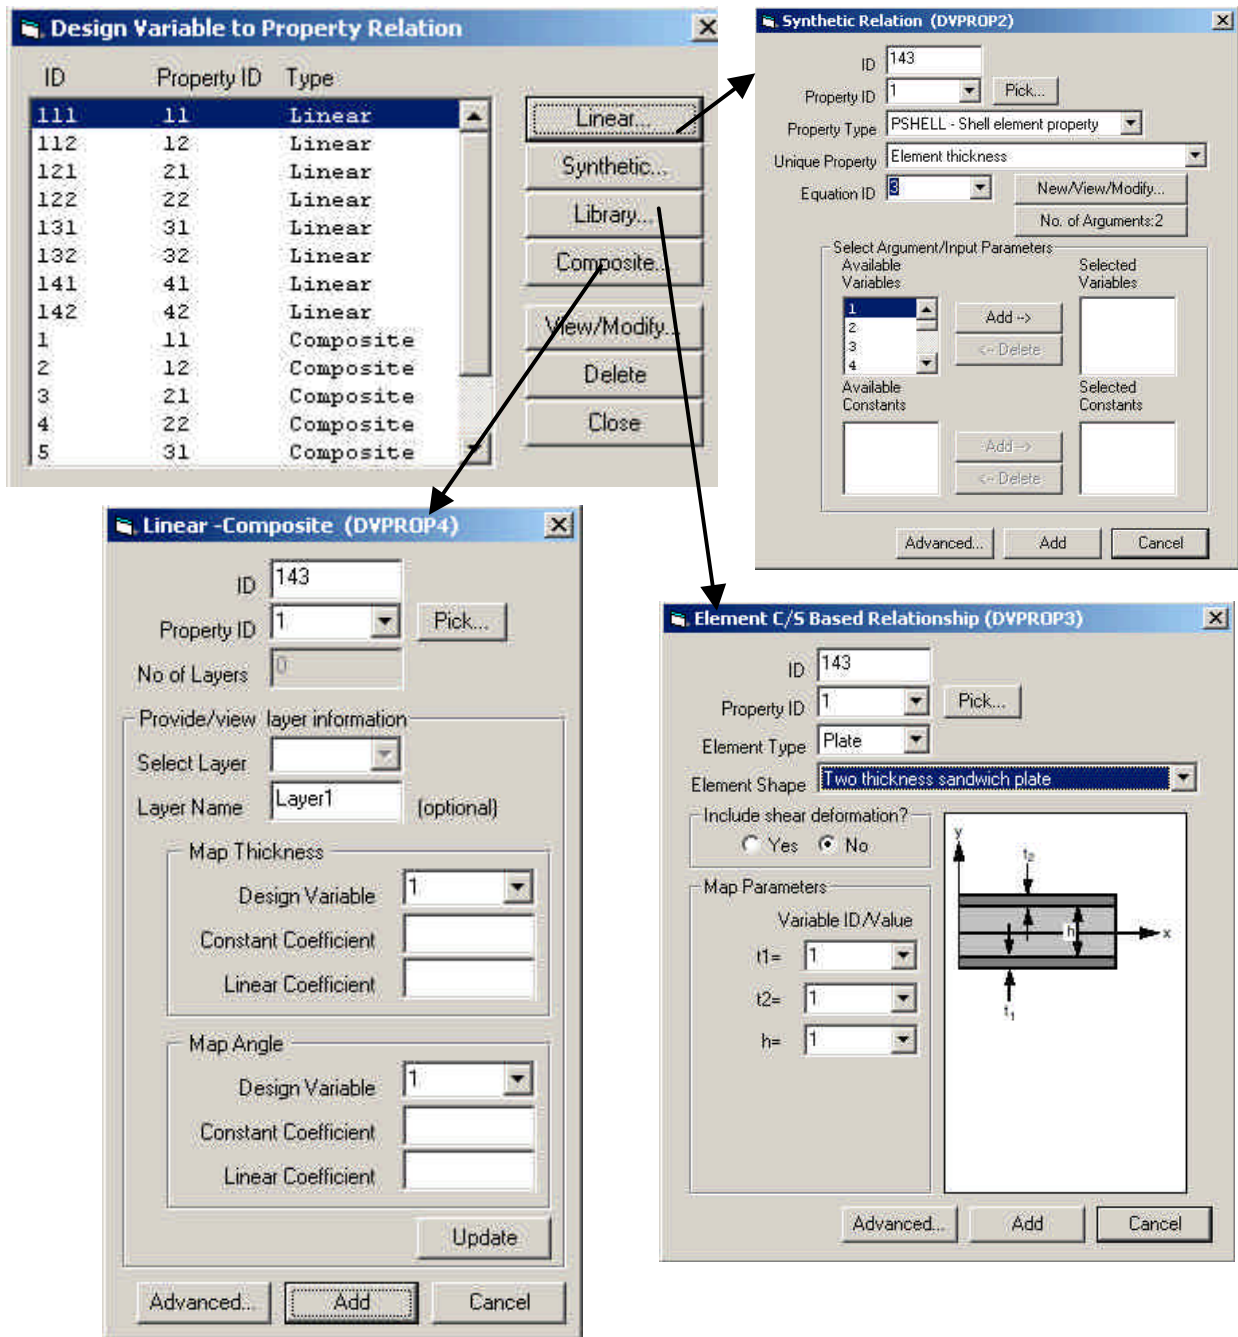 Design Variable to Property Relation
ID Property ID Type
111 11 Linear
112 12 Linear
121 21 Linear
122 22 Linear
131 31 Linear
132 32 Linear
141 41 Linear
142 42 Linear
1 11 Composite
2 12 Composite
3 21 Composite
4 22 Composite
5 31 Composite
Linear...
Synthetic...
Library...
Composite...
View/Modify...
Delete
Close
Synthetic Relation (DVPROP2)
ID 143
Property ID 1 Pick...
Property Type PSHELL - Shell element property
Unique Property Element thickness
Equation ID 3 New/View/Modify...
No. of Arguments:2
Select Argument/Input Parameters
Available Variables
Selected Variables
1
2
3
4
Add -->
<-- Delete
Available Constants
Selected Constants
Add -->
<-- Delete
Advanced... Add Cancel
Linear -Composite (DVPROP4)
ID 143
Property ID 1 Pick...
No of Layers 0
Provide/view layer information
Select Layer
Layer Name Layer1 (optional)
Map Thickness
Design Variable 1
Constant Coefficient
Linear Coefficient
Map Angle
Design Variable 1
Constant Coefficient
Linear Coefficient
Update
Advanced... Add Cancel
Element C/S Based Relationship (DVPROP3)
ID 143
Property ID 1 Pick...
Element Type Plate
Element Shape Two thickness sandwich plate
Include shear deformation?
Yes No
Map Parameters
Variable ID/Value
t1= 1
t2= 1
h= 1
y
t2
h
x
t1
Advanced... Add Cancel